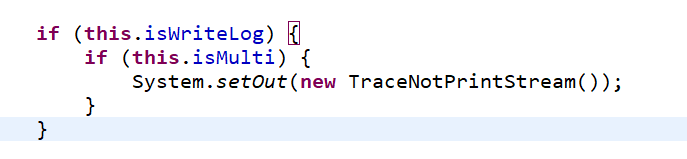 if (this.isWriteLog) {
    if (this.isMulti) {
        System.setOut(new TraceNotPrintStream());
    }
}